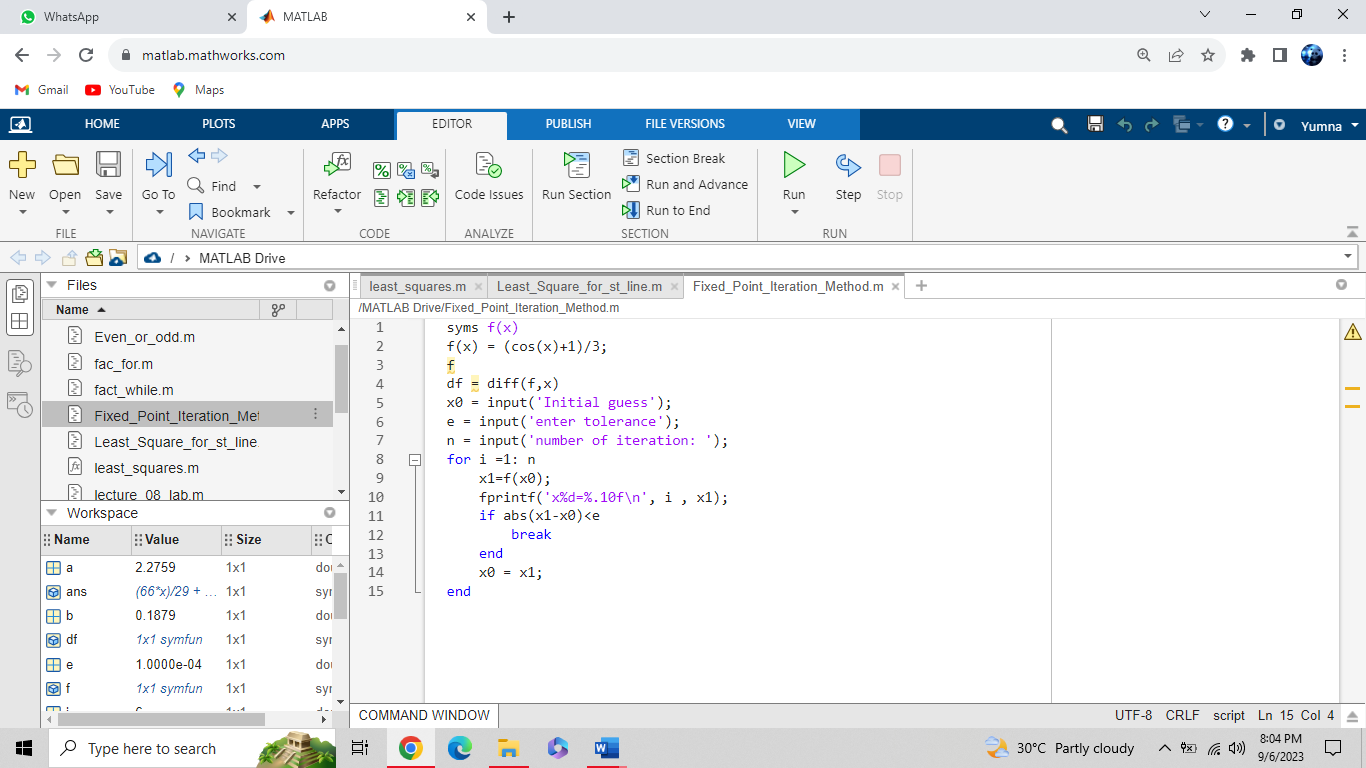 WhatsApp
MATLAB
matlab.mathworks.com
Gmail
YouTube
Maps
HOME
PLOTS
APPS
EDITOR
PUBLISH
FILE VERSIONS
VIEW
Yumna
New
Open
Save
FILE
Go To
Find
Bookmark
NAVIGATE
Refactor
CODE
Code Issues
ANALYZE
Run Section
Section Break
Run and Advance
Run to End
SECTION
Run
Step
Stop
RUN
/ › MATLAB Drive
Files
Name
Even_or_odd.m
fac_for.m
fact_while.m
Fixed_Point_Iteration_Met
Least_Square_for_st_line.
least_squares.m
lecture_08_lab.m
Workspace
Name Value Size C
a 2.2759 1x1 dou
ans (66*x)/29 + ... 1x1 syr
b 0.1879 1x1 dou
df 1x1 symfun 1x1 syr
e 1.0000e-04 1x1 dou
f 1x1 symfun 1x1 syr
least_squares.m
Least_Square_for_st_line.m
Fixed_Point_Iteration_Method.m
/MATLAB Drive/Fixed_Point_Iteration_Method.m
1 syms f(x)
2 f(x) = (cos(x)+1)/3;
3 f
4 df = diff(f,x)
5 x0 = input('Initial guess');
6 e = input('enter tolerance');
7 n = input('number of iteration: ');
8 for i =1: n
9 x1=f(x0);
10 fprintf('x%d=%.10f\n', i , x1);
11 if abs(x1-x0)<e
12 break
13 end
14 x0 = x1;
15 end
COMMAND WINDOW
UTF-8 CRLF script Ln 15 Col 4
Type here to search
30°C Partly cloudy
8:04 PM
9/6/2023